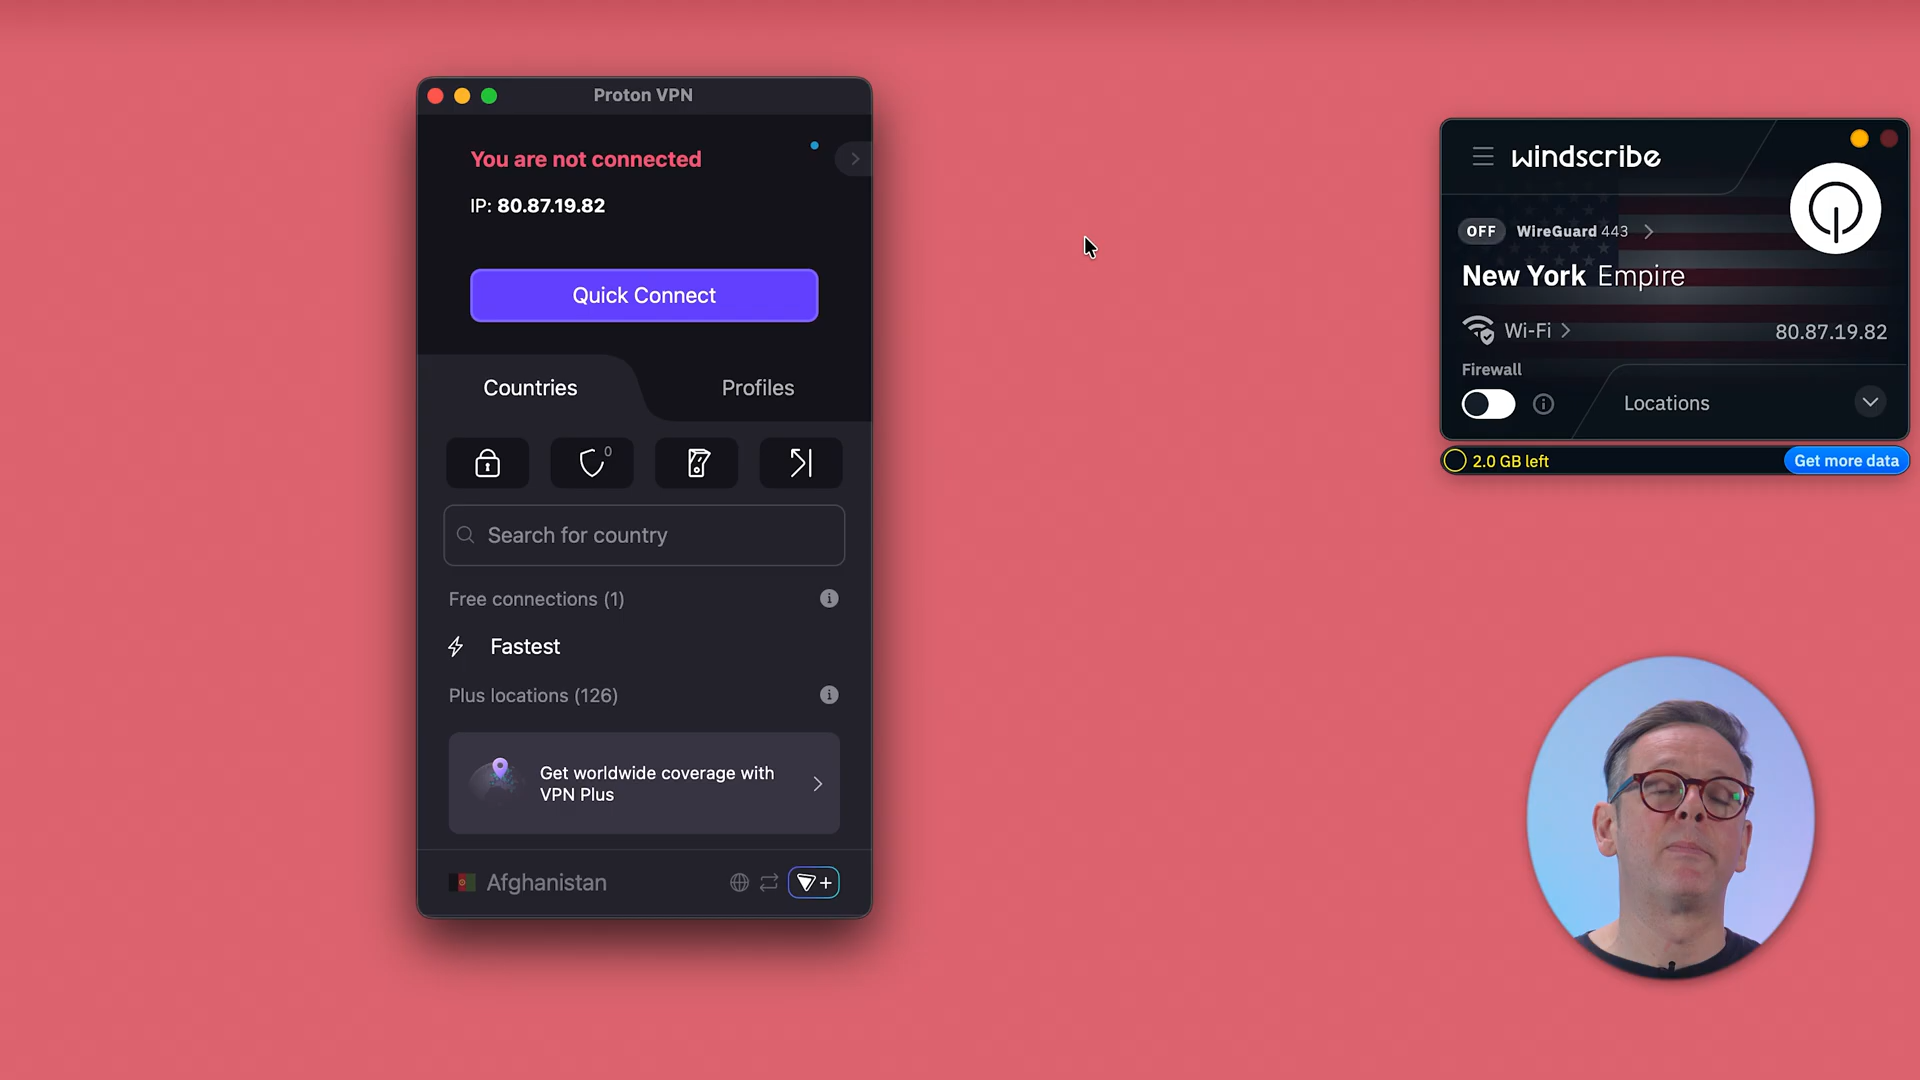 Proton VPN
You are not connected
IP: 80.87.19.82
Quick Connect
Countries
Profiles
0
Search for country
Free connections (1)
Fastest
Plus locations (126)
Get worldwide coverage with
VPN Plus
Afghanistan
windscribe
OFF WireGuard 443
New York Empire
Wi-Fi 80.87.19.82
Firewall
Locations
2.0 GB left Get more data